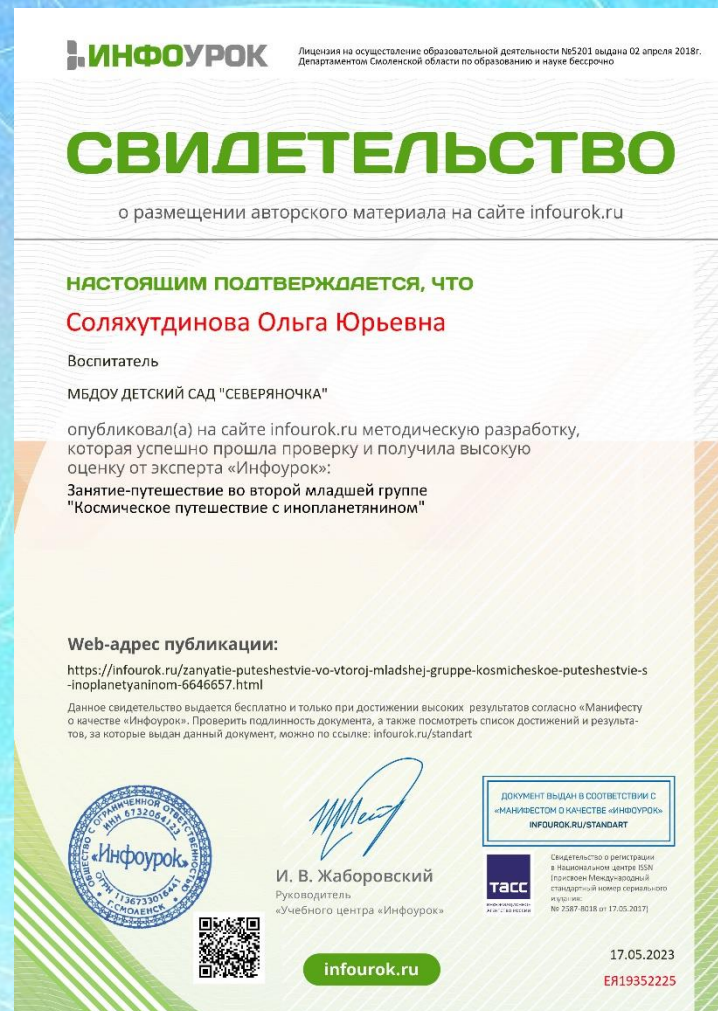 ИНФОУРОК
Лицензия на осуществление образовательной деятельности №5201 выдана 02 апреля 2018г.
Департаментом Смоленской области по образованию и науке бессрочно
СВИДЕТЕЛЬСТВО
о размещении авторского материала на сайте infourok.ru
НАСТОЯЩИМ ПОДТВЕРЖДАЕТСЯ, ЧТО
Соляхутдинова Ольга Юрьевна
Воспитатель
МБДОУ ДЕТСКИЙ САД "СЕВЕРЯНОЧКА"
опубликовал(а) на сайте infourok.ru методическую разработку,
которая успешно прошла проверку и получила высокую
оценку от эксперта «Инфоурок»:
Занятие-путешествие во второй младшей группе
"Космическое путешествие с инопланетянином"
Web-адрес публикации:
https://infourok.ru/zanyatie-puteshestvie-vo-vtoroj-mladshej-gruppe-kosmicheskoe-puteshestvie-s
-inoplanetyaninom-6646657.html
Данное свидетельство выдается бесплатно и только при достижении высоких результатов согласно «Манифесту
о качестве «Инфоурок». Проверить подлинность документа, а также посмотреть список достижений и результа-
тов, за которые выдан данный документ, можно по ссылке: infourok.ru/standart
ОБЩЕСТВО С ОГРАНИЧЕННОЙ ОТВЕТСТВЕННОСТЬЮ
ИНН 6732064123
«Инфоурок»
ОГРН 1136733016441
г.СМОЛЕНСК
И. В. Жаборовский
Руководитель
«Учебного центра «Инфоурок»
ДОКУМЕНТ ВЫДАН В СООТВЕТСТВИИ С
«МАНИФЕСТОМ О КАЧЕСТВЕ «ИНФОУРОК»
INFOUROK.RU/STANDART
ТАСС
Свидетельство о регистрации
в Национальном центре ISSN
(присвоен Международный
стандартный номер сериального
издания:
№ 2587-8018 от 17.05.2017)
infourok.ru
17.05.2023
ЕЯ19352225